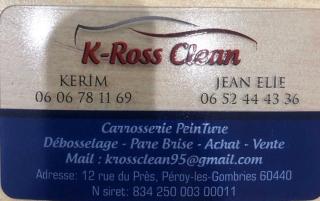 K-Ross Clean
KERİM JEAN ELIE
06 06 78 11 69 06 52 44 43 36
Carrosserie PeinTure
Débosselage - Pare Brise - Achat - Vente
Mail : krossclean95@gmail.com
Adresse: 12 rue du Près, Péroy-les-Gombries 60440
N siret: 834 250 003 00011